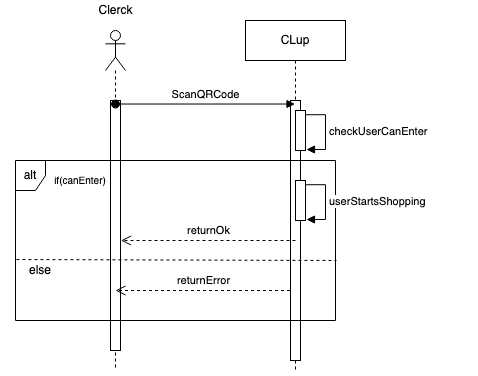 Clerck
CLup
ScanQRCode
checkUserCanEnter
alt
if(canEnter)
userStartsShopping
returnOk
else
returnError